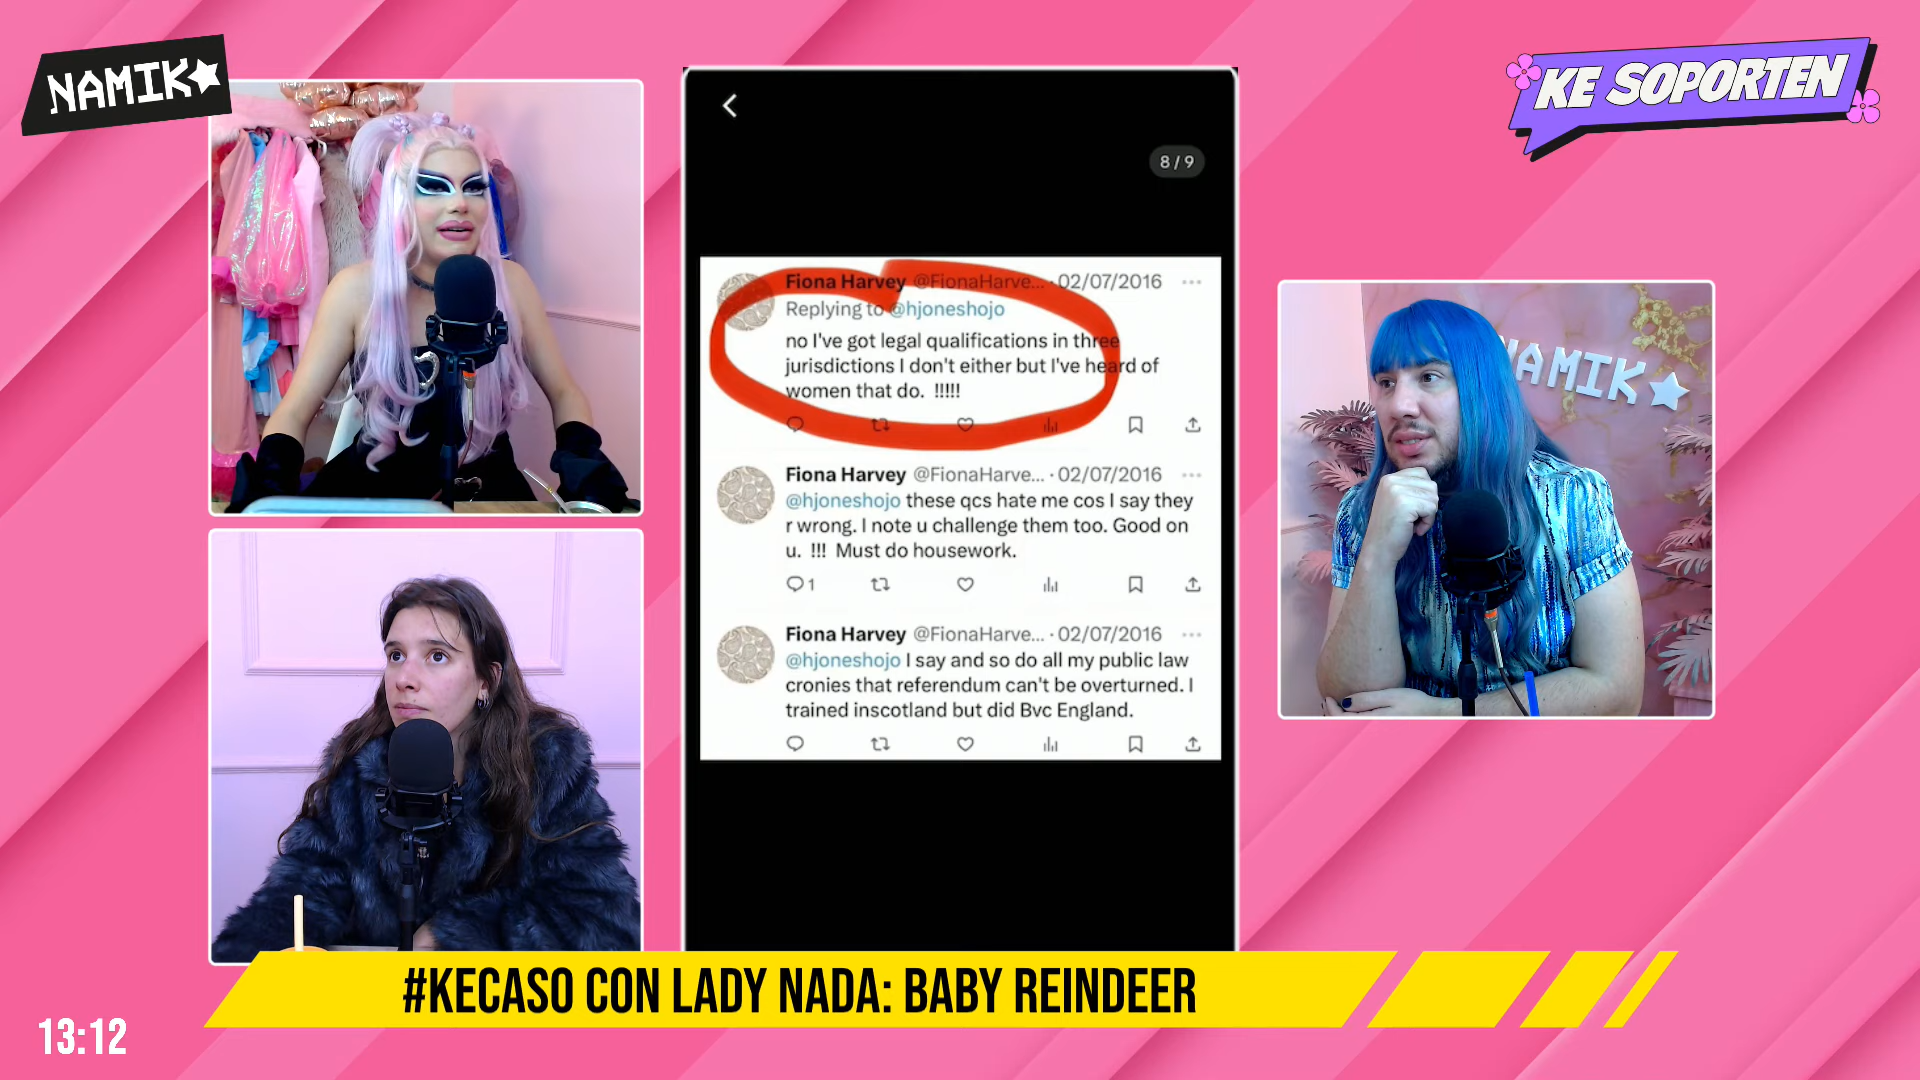 NAMIK
KE SOPORTEN
8/9
Fiona Harvey @FionaHarve... · 02/07/2016
Replying to @hjoneshojo
no I've got legal qualifications in three
jurisdictions I don't either but I've heard of
women that do. !!!!!
Fiona Harvey @FionaHarve... · 02/07/2016
@hjoneshojo these qcs hate me cos I say they
r wrong. I note u challenge them too. Good on
u. !!! Must do housework.
1
Fiona Harvey @FionaHarve... · 02/07/2016
@hjoneshojo I say and so do all my public law
cronies that referendum can't be overturned. I
trained inscotland but did Bvc England.
NAMIK
#KECASO CON LADY NADA: BABY REINDEER
13:12